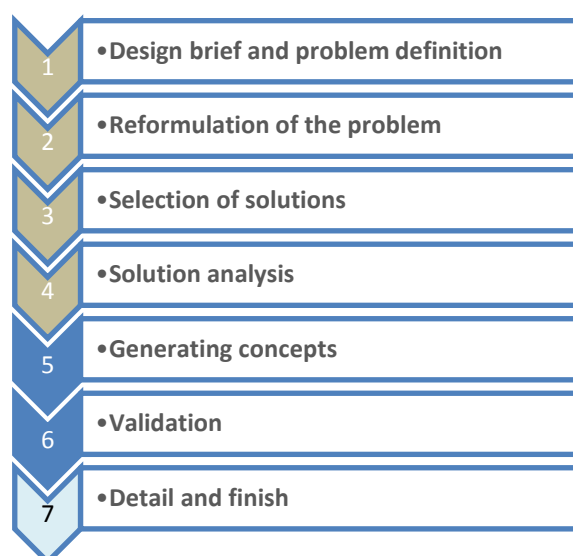 1
•Design brief and problem definition
2
•Reformulation of the problem
3
•Selection of solutions
4
•Solution analysis
5
•Generating concepts
6
•Validation
7
•Detail and finish